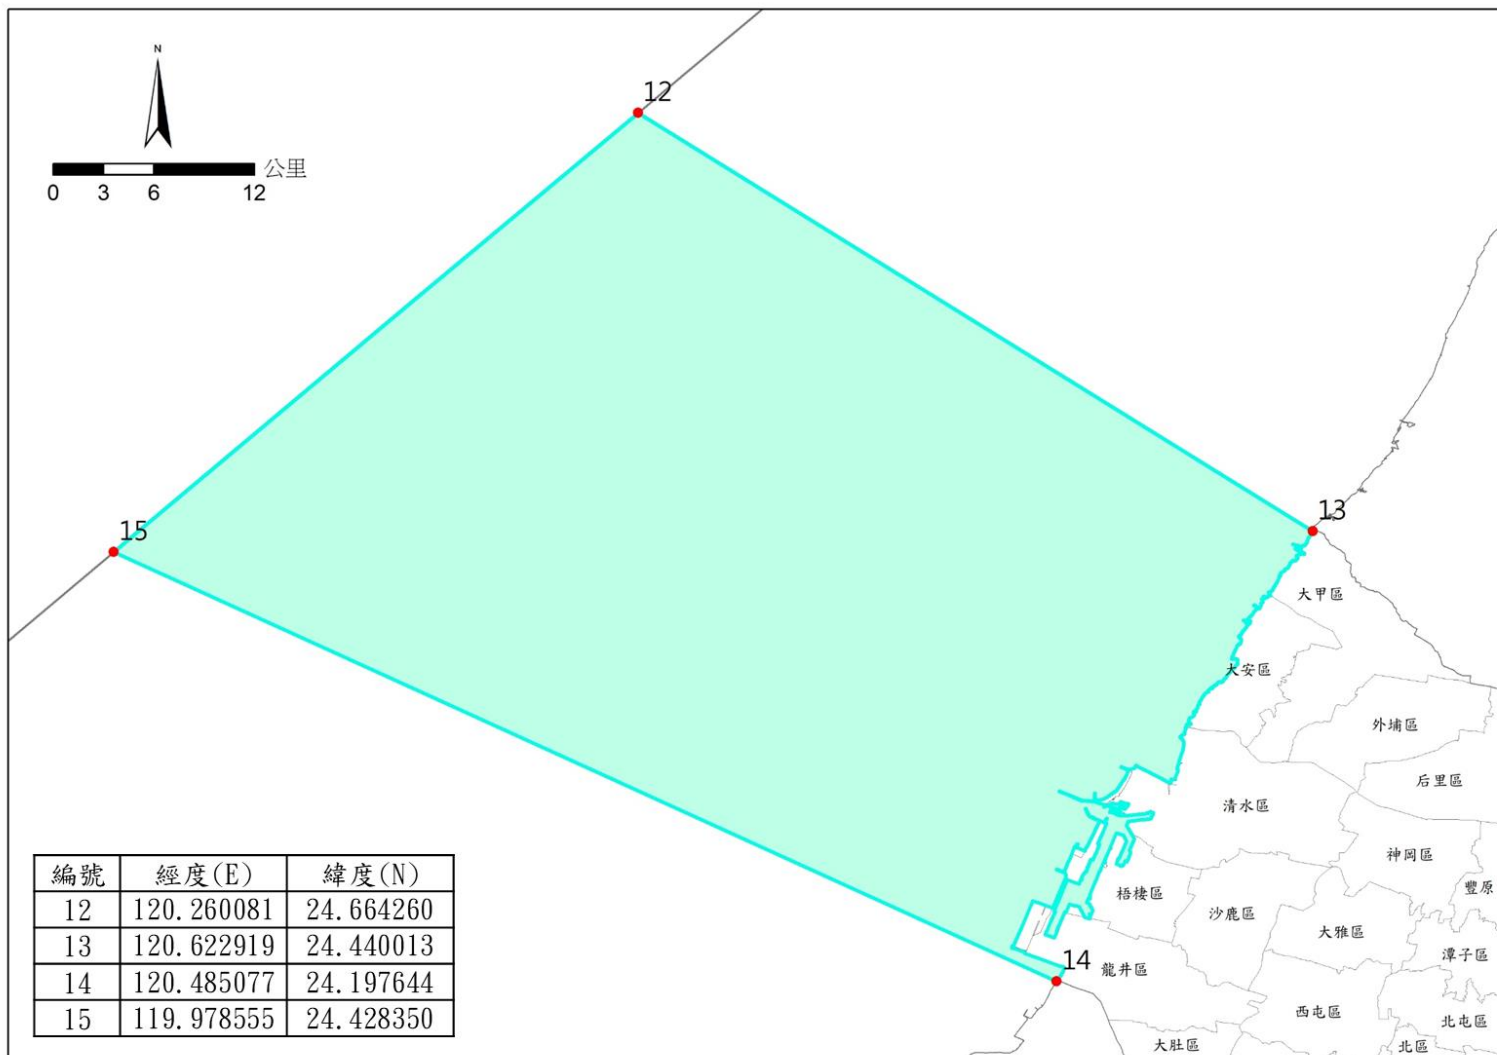 N
公里
0 3 6 12
12
13
15
14
大甲區
大安區
外埔區
后里區
清水區
神岡區
豐原
梧棲區
沙鹿區
大雅區
潭子區
龍井區
西屯區
北屯區
大肚區
北區
編號 經度(E) 緯度(N)
12 120.260081 24.664260
13 120.622919 24.440013
14 120.485077 24.197644
15 119.978555 24.428350